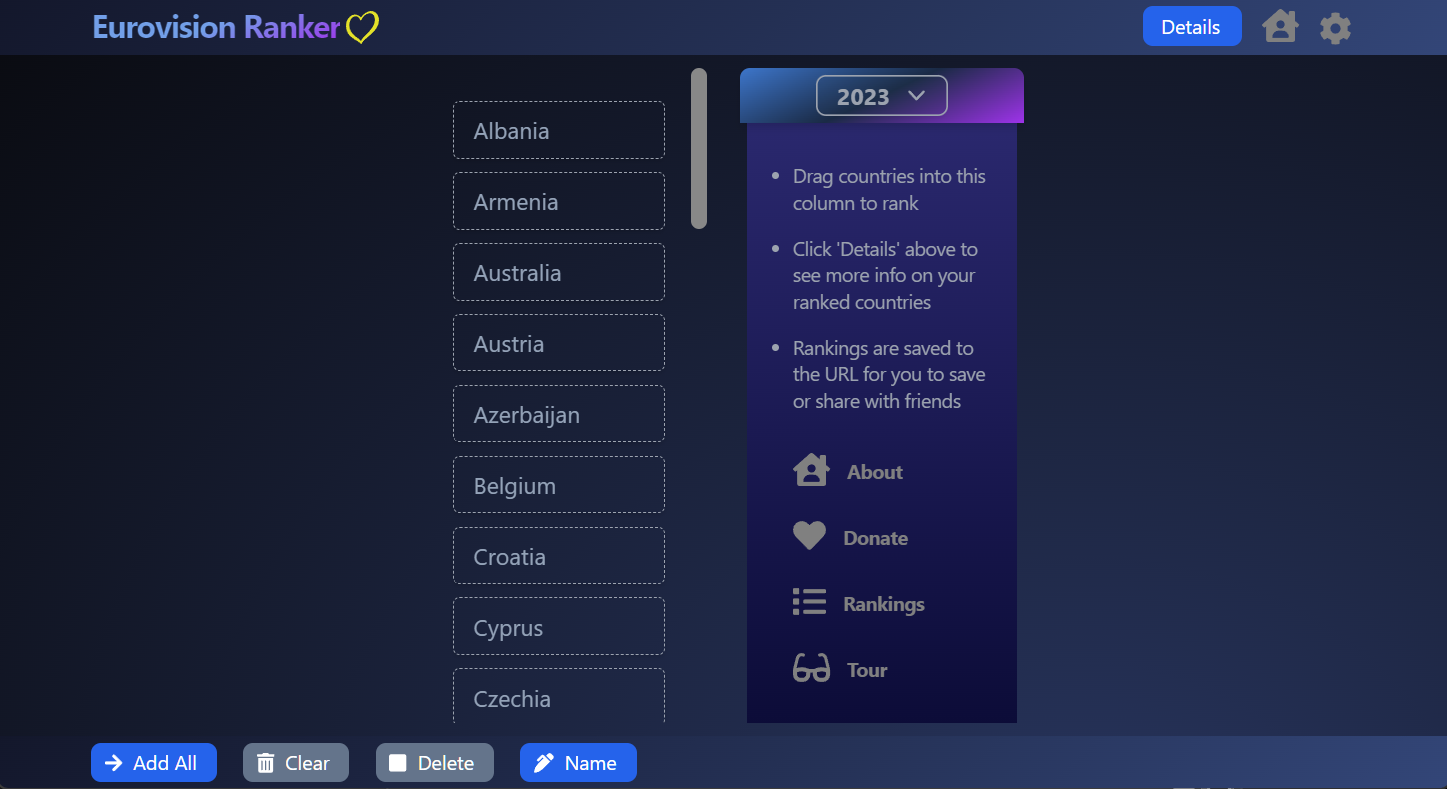 Eurovision Ranker
Details
Albania
Armenia
Australia
Austria
Azerbaijan
Belgium
Croatia
Cyprus
Czechia
2023
Drag countries into this
column to rank
Click 'Details' above to
see more info on your
ranked countries
Rankings are saved to
the URL for you to save
or share with friends
About
Donate
Rankings
Tour
Add All
Clear
Delete
Name